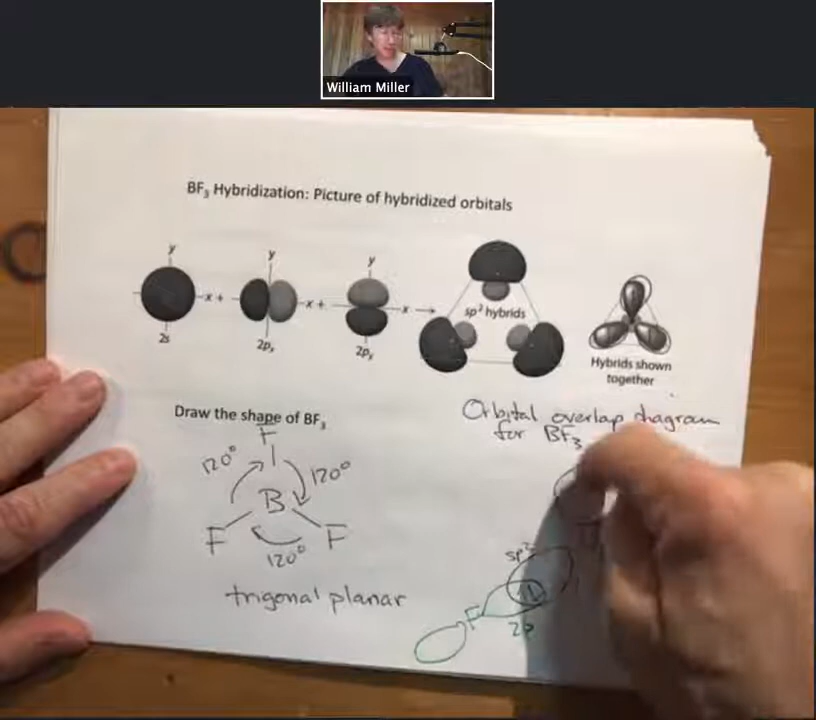 William Miller
BF₃ Hybridization: Picture of hybridized orbitals
y y y
x + x + x
2s 2pₓ 2pᵧ
sp² hybrids
Hybrids shown
together
Draw the shape of BF₃
F
120° 120°
B
F F
120°
trigonal planar
Orbital overlap diagram
for BF₃
sp²
F
2p